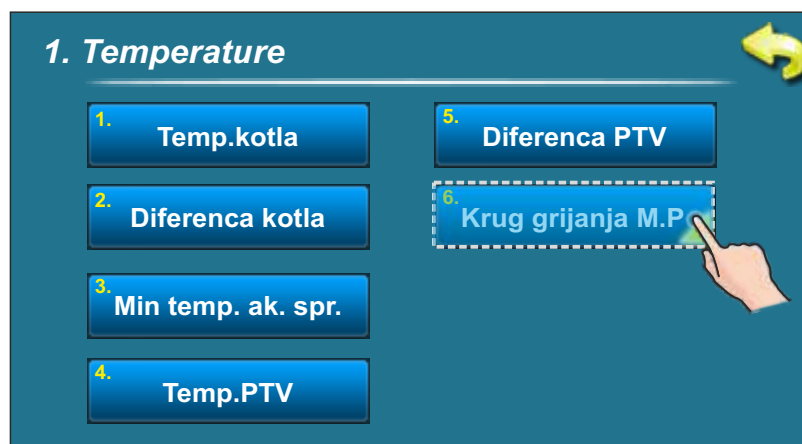 1. Temperature
1. Temp.kotla
2. Diferenca kotla
3. Min temp. ak. spr.
4. Temp.PTV
5. Diferenca PTV
6. Krug grijanja M.P.